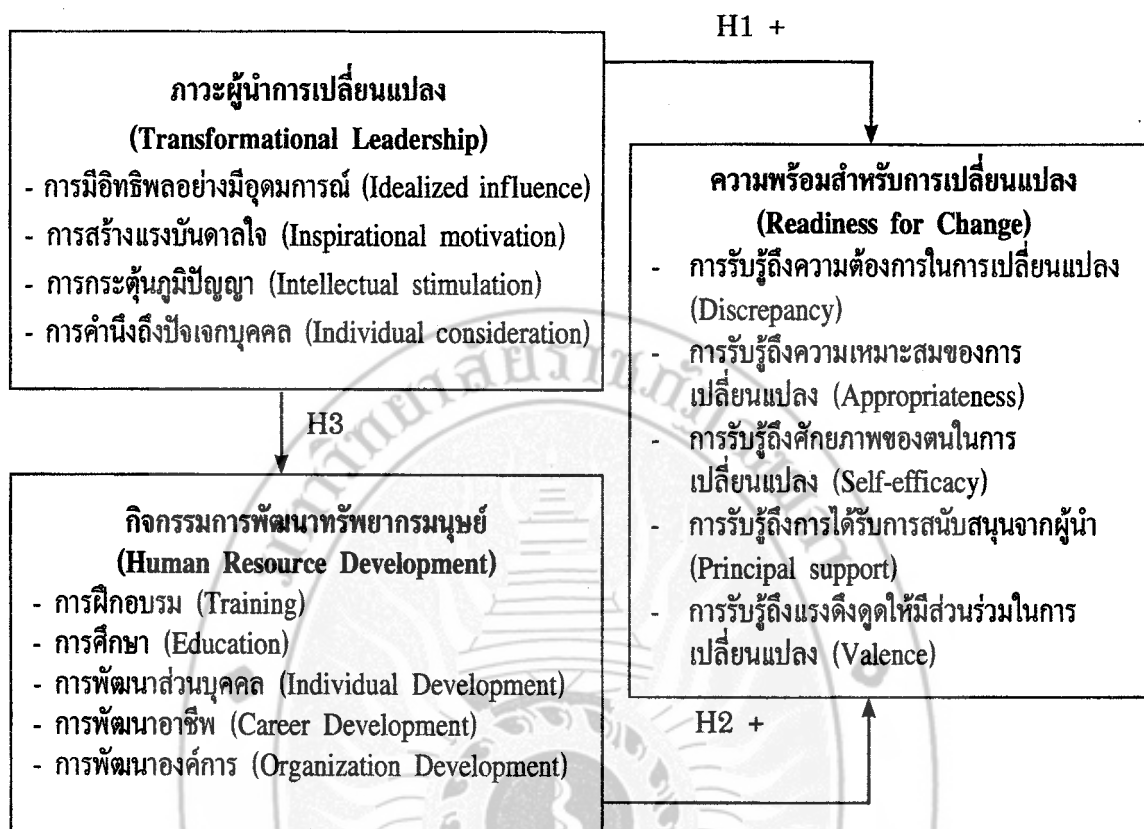 H1 +
ภาวะผู้นำการเปลี่ยนแปลง
(Transformational Leadership)
- การมีอิทธิพลอย่างมีอุดมการณ์ (Idealized influence)
- การสร้างแรงบันดาลใจ (Inspirational motivation)
- การกระตุ้นภูมิปัญญา (Intellectual stimulation)
- การคำนึงถึงปัจเจกบุคคล (Individual consideration)
ความพร้อมสำหรับการเปลี่ยนแปลง
(Readiness for Change)
- การรับรู้ถึงความต้องการในการเปลี่ยนแปลง
(Discrepancy)
- การรับรู้ถึงความเหมาะสมของการ
เปลี่ยนแปลง (Appropriateness)
- การรับรู้ถึงศักยภาพของตนในการ
เปลี่ยนแปลง (Self-efficacy)
- การรับรู้ถึงการได้รับการสนับสนุนจากผู้นำ
(Principal support)
- การรับรู้ถึงแรงดึงดูดให้มีส่วนร่วมในการ
เปลี่ยนแปลง (Valence)
H3
กิจกรรมการพัฒนาทรัพยากรมนุษย์
(Human Resource Development)
- การฝึกอบรม (Training)
- การศึกษา (Education)
- การพัฒนาส่วนบุคคล (Individual Development)
- การพัฒนาอาชีพ (Career Development)
- การพัฒนาองค์การ (Organization Development)
H2 +